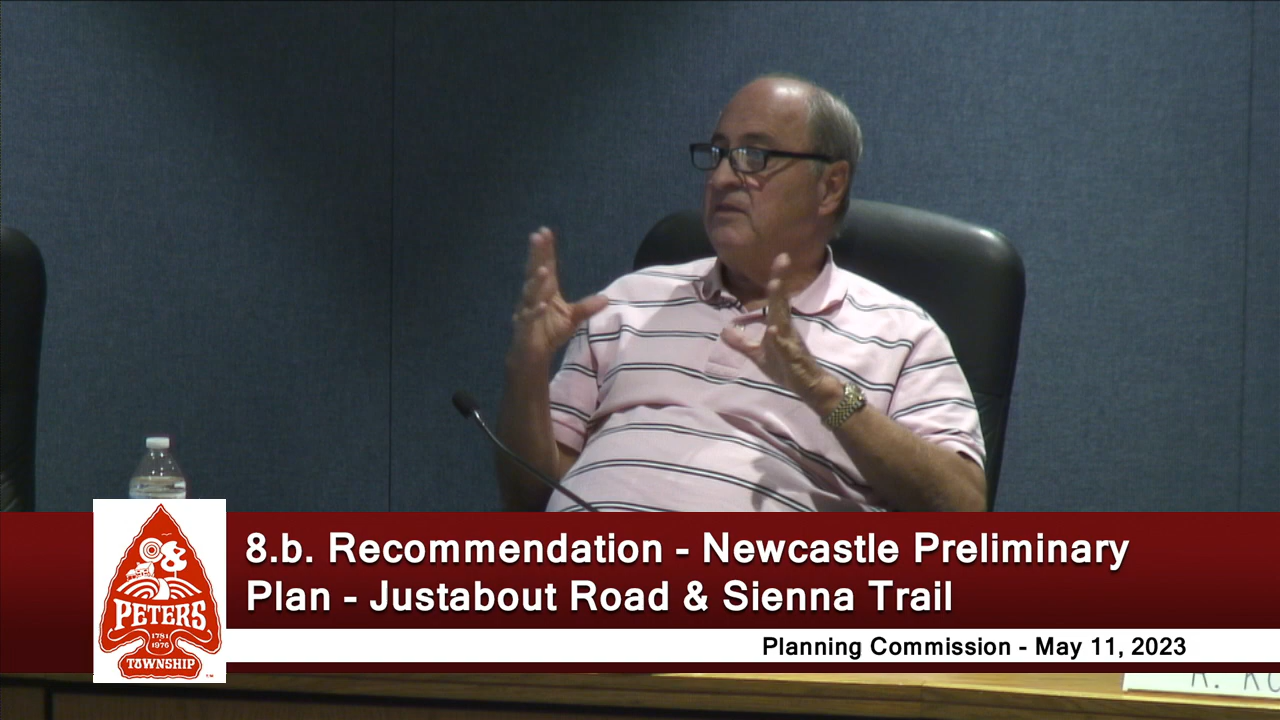 8.b. Recommendation - Newcastle Preliminary
Plan - Justabout Road & Sienna Trail
Planning Commission - May 11, 2023
PETERS
1781
1976
TOWNSHIP